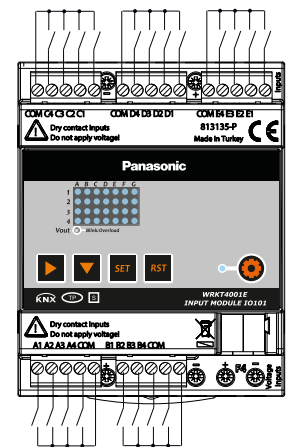 Inputs
COM C4 C3 C2 C1 COM D4 D3 D2 D1 COM E4 E3 E2 E1
Dry contact Inputs
Do not apply voltage!
813135-P
Made in Turkey
CE
Panasonic
A B C D E F G
1
2
3
4
Vout Blink:Overload
SET RST
KNX TP S
WRKT4001E
INPUT MODULE IO101
Dry contact Inputs
Do not apply voltage!
A1 A2 A3 A4 COM B1 B2 B3 B4 COM
F4
Voltage
Inputs